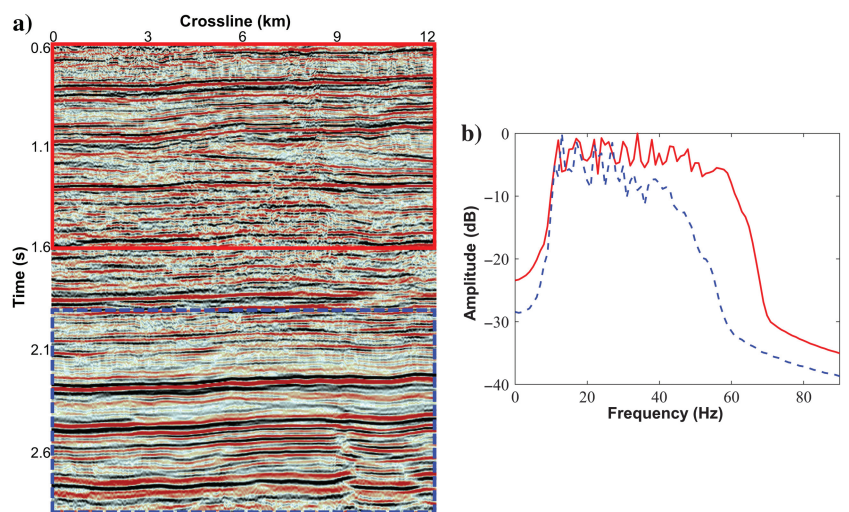 a)
Crossline (km)
0 3 6 9 12
0.6
1.1
1.6
2.1
2.6
Time (s)
b)
0
−10
−20
−30
−40
Amplitude (dB)
0 20 40 60 80
Frequency (Hz)